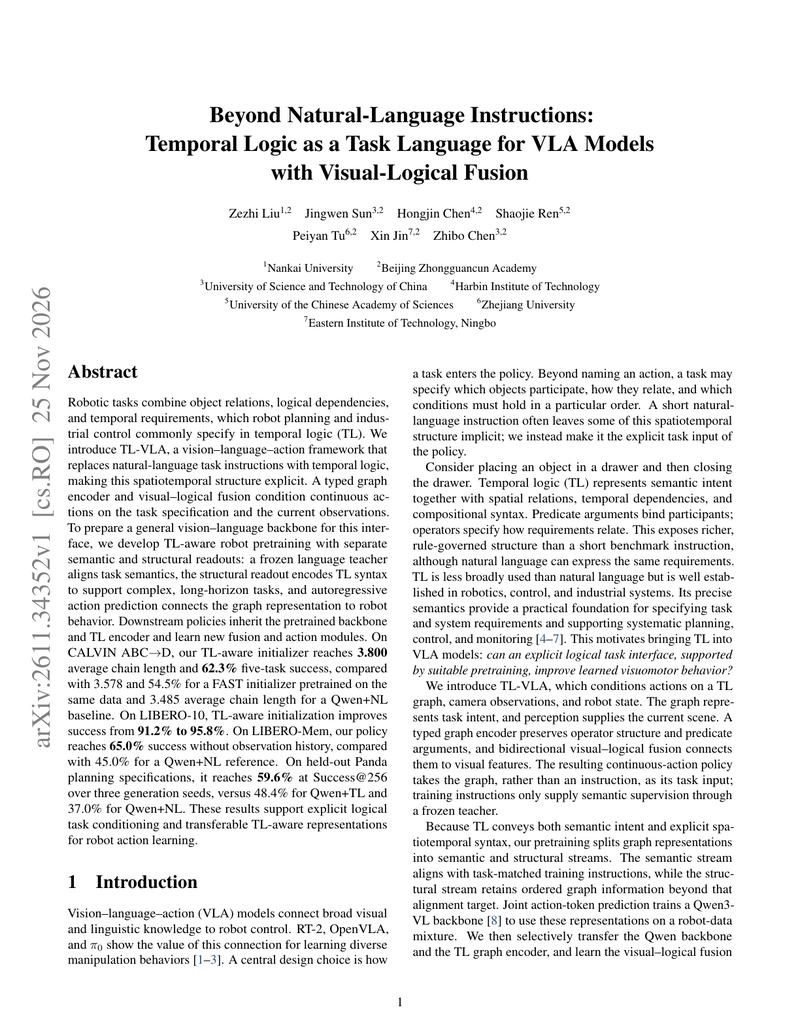 Beyond Natural-Language Instructions:
Temporal Logic as a Task Language for VLA Models
with Visual-Logical Fusion
Zezhi Liu1,2 Jingwen Sun3,2 Hongjin Chen4,2 Shaojie Ren5,2
Peiyan Tu6,2 Xin Jin7,2 Zhibo Chen3,2
1Nankai University 2Beijing Zhongguancun Academy
3University of Science and Technology of China 4Harbin Institute of Technology
5University of the Chinese Academy of Sciences 6Zhejiang University
7Eastern Institute of Technology, Ningbo
arXiv:2611.34352v1 [cs.RO] 25 Nov 2026
Abstract
Robotic tasks combine object relations, logical dependencies,
and temporal requirements, which robot planning and indus-
trial control commonly specify in temporal logic (TL). We
introduce TL-VLA, a vision–language–action framework that
replaces natural-language task instructions with temporal logic,
making this spatiotemporal structure explicit. A typed graph
encoder and visual–logical fusion condition continuous ac-
tions on the task specification and the current observations.
To prepare a general vision–language backbone for this inter-
face, we develop TL-aware robot pretraining with separate
semantic and structural readouts: a frozen language teacher
aligns task semantics, the structural readout encodes TL syntax
to support complex, long-horizon tasks, and autoregressive
action prediction connects the graph representation to robot
behavior. Downstream policies inherit the pretrained backbone
and TL encoder and learn new fusion and action modules. On
CALVIN ABC→D, our TL-aware initializer reaches 3.800
average chain length and 62.3% five-task success, compared
with 3.578 and 54.5% for a FAST initializer pretrained on the
same data and 3.485 average chain length for a Qwen+NL
baseline. On LIBERO-10, TL-aware initialization improves
success from 91.2% to 95.8%. On LIBERO-Mem, our policy
reaches 65.0% success without observation history, compared
with 45.0% for a Qwen+NL reference. On held-out Panda
planning specifications, it reaches 59.6% at Success@256
over three generation seeds, versus 48.4% for Qwen+TL and
37.0% for Qwen+NL. These results support explicit logical
task conditioning and transferable TL-aware representations
for robot action learning.
1 Introduction
Vision–language–action (VLA) models connect broad visual
and linguistic knowledge to robot control. RT-2, OpenVLA,
and π0 show the value of this connection for learning diverse
manipulation behaviors [1–3]. A central design choice is how
a task enters the policy. Beyond naming an action, a task may
specify which objects participate, how they relate, and which
conditions must hold in a particular order. A short natural-
language instruction often leaves some of this spatiotemporal
structure implicit; we instead make it the explicit task input of
the policy.
Consider placing an object in a drawer and then closing
the drawer. Temporal logic (TL) represents semantic intent
together with spatial relations, temporal dependencies, and
compositional syntax. Predicate arguments bind participants;
operators specify how requirements relate. This exposes richer,
rule-governed structure than a short benchmark instruction,
although natural language can express the same requirements.
TL is less broadly used than natural language but is well estab-
lished in robotics, control, and industrial systems. Its precise
semantics provide a practical foundation for specifying task
and system requirements and supporting systematic planning,
control, and monitoring [4–7]. This motivates bringing TL into
VLA models: can an explicit logical task interface, supported
by suitable pretraining, improve learned visuomotor behavior?
We introduce TL-VLA, which conditions actions on a TL
graph, camera observations, and robot state. The graph repre-
sents task intent, and perception supplies the current scene. A
typed graph encoder preserves operator structure and predicate
arguments, and bidirectional visual–logical fusion connects
them to visual features. The resulting continuous-action policy
takes the graph, rather than an instruction, as its task input;
training instructions only supply semantic supervision through
a frozen teacher.
Because TL conveys both semantic intent and explicit spa-
tiotemporal syntax, our pretraining splits graph representations
into semantic and structural streams. The semantic stream
aligns with task-matched training instructions, while the struc-
tural stream retains ordered graph information beyond that
alignment target. Joint action-token prediction trains a Qwen3-
VL backbone [8] to use these representations on a robot-data
mixture. We then selectively transfer the Qwen backbone
and the TL graph encoder, and learn the visual–logical fusion
1